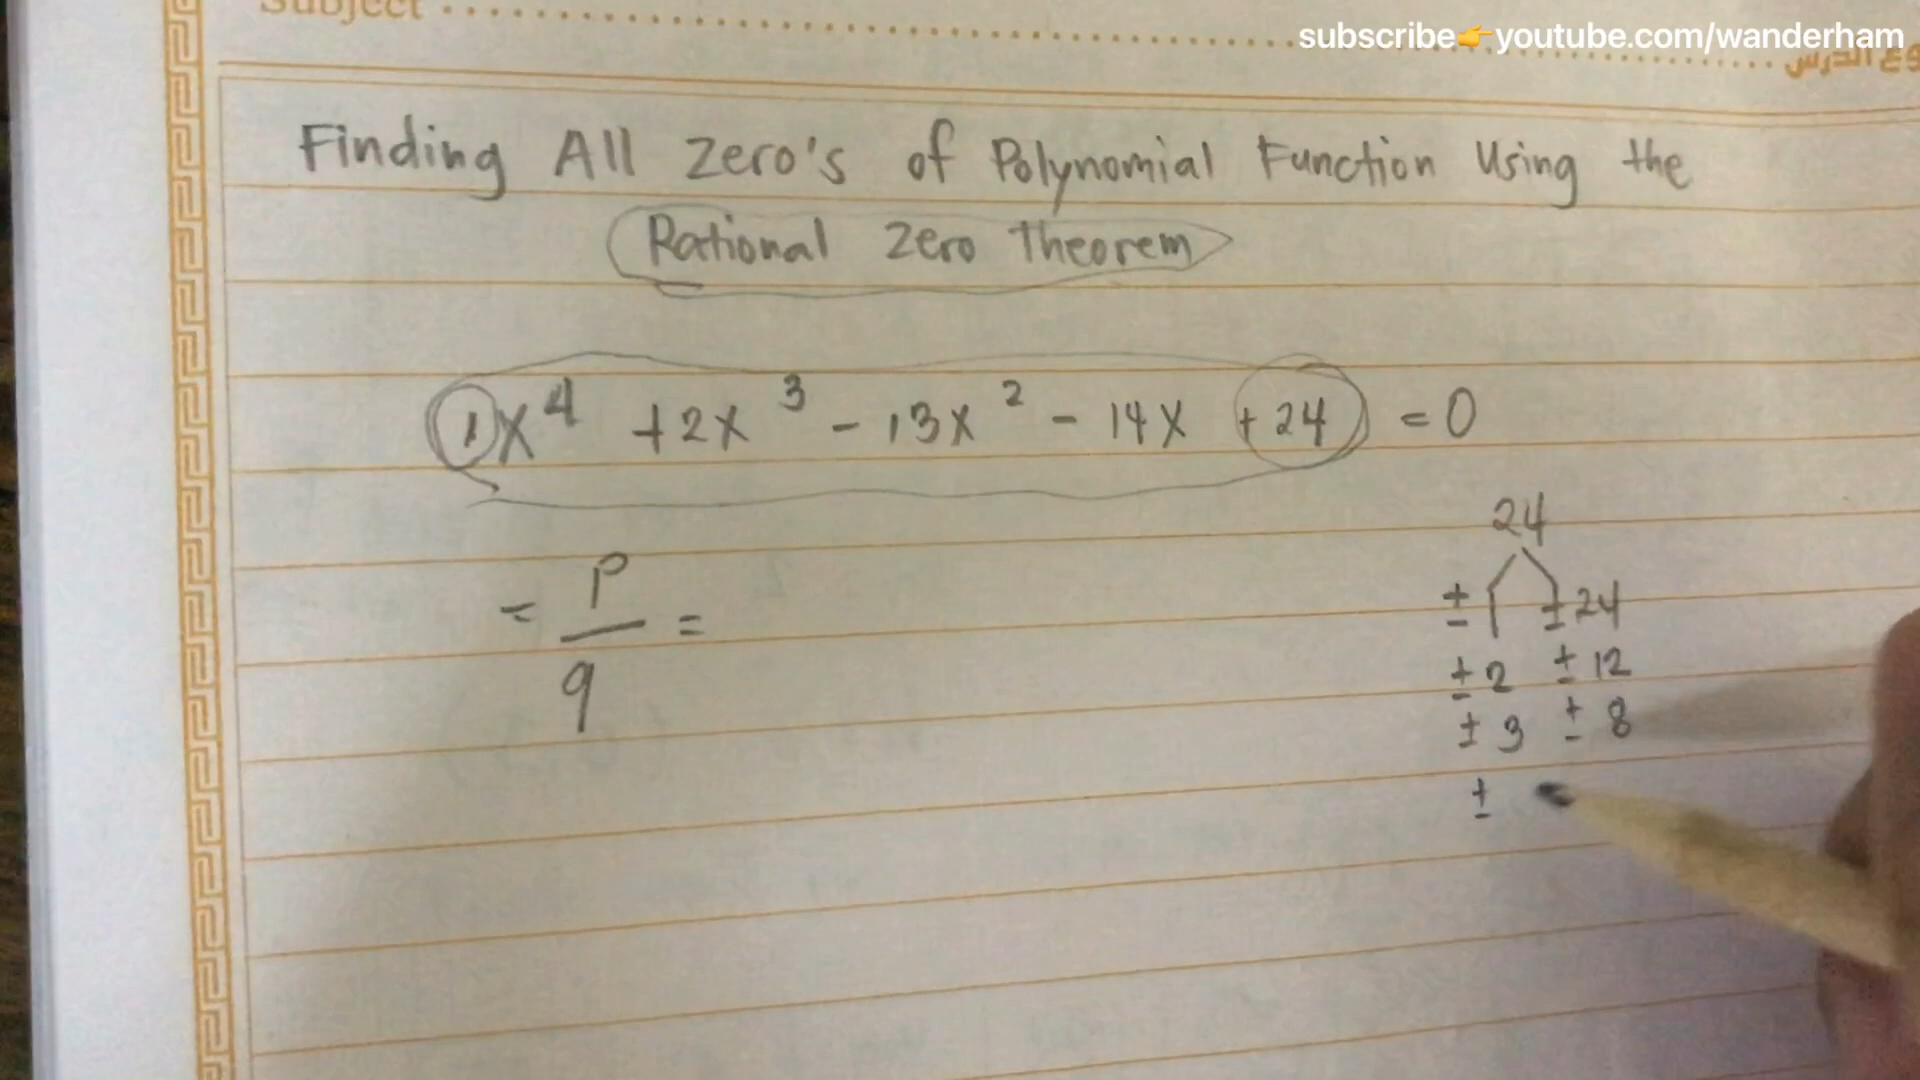 Subject
subscribe👉youtube.com/wanderham
Finding All Zero's of Polynomial Function Using the
Rational Zero Theorem
1x⁴ +2x³ - 13x² - 14x +24 = 0
24
± 1 ± 24
± 2 ± 12
± 3 ± 8
±
= P/q =